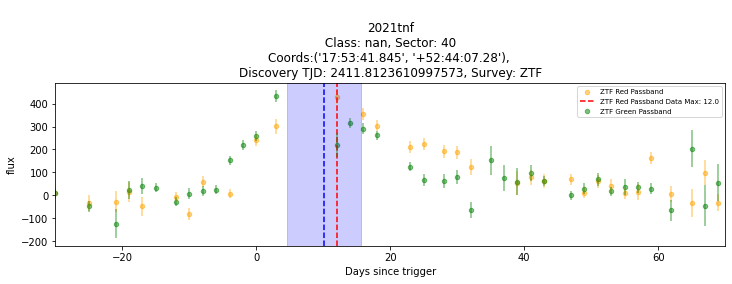 2021tnf
Class: nan, Sector: 40
Coords:('17:53:41.845', '+52:44:07.28'),
Discovery TJD: 2411.8123610997573, Survey: ZTF
ZTF Red Passband
ZTF Red Passband Data Max: 12.0
ZTF Green Passband
flux
400
300
200
100
0
−100
−200
−20
0
20
40
60
Days since trigger